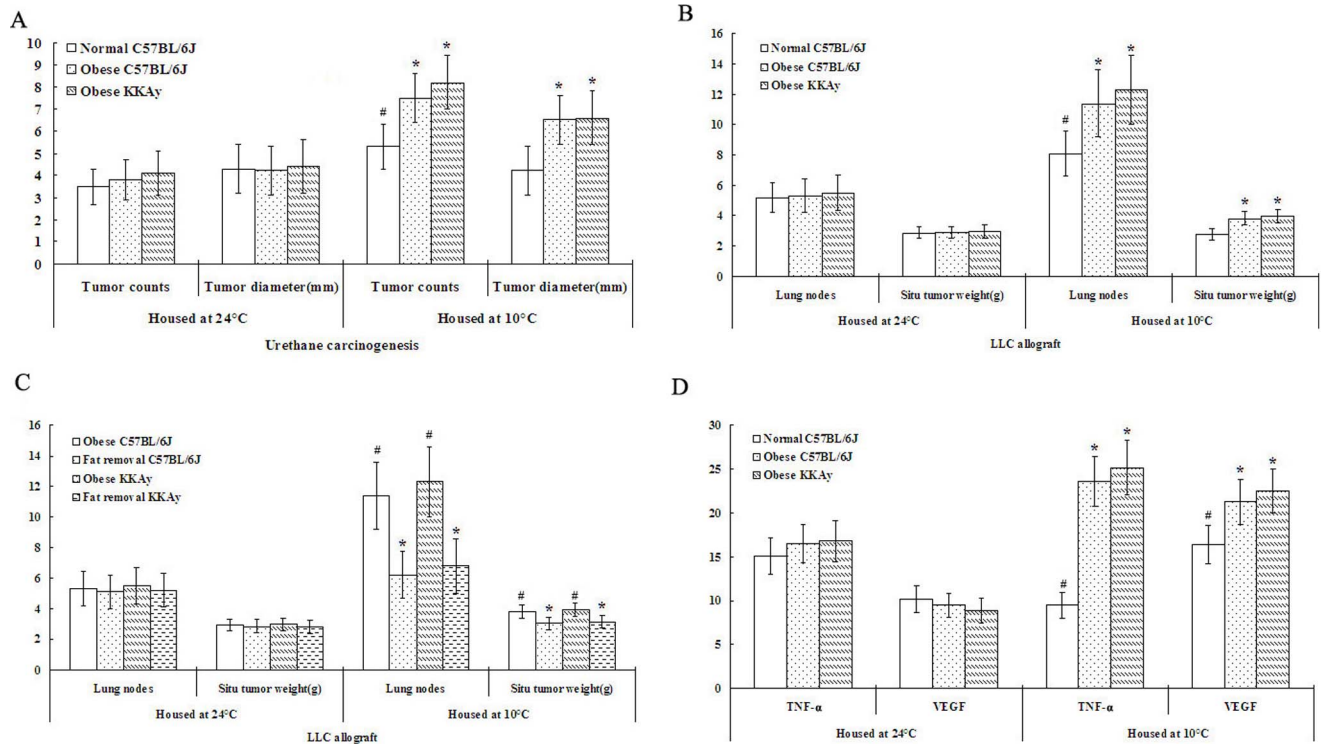 A
10
9
8
7
6
5
4
3
2
1
0
Normal C57BL/6J
Obese C57BL/6J
Obese KKAy
#
*
*
*
*
Tumor counts
Tumor diameter(mm)
Tumor counts
Tumor diameter(mm)
Housed at 24°C
Housed at 10°C
Urethane carcinogenesis
B
16
14
12
10
8
6
4
2
0
Normal C57BL/6J
Obese C57BL/6J
Obese KKAy
#
*
*
*
*
Lung nodes
Situ tumor weight(g)
Lung nodes
Situ tumor weight(g)
Housed at 24°C
Housed at 10°C
LLC allograft
C
16
14
12
10
8
6
4
2
0
Obese C57BL/6J
Fat removal C57BL/6J
Obese KKAy
Fat removal KKAy
#
*
#
*
#
*
#
*
Lung nodes
Situ tumor weight(g)
Lung nodes
Situ tumor weight(g)
Housed at 24°C
Housed at 10°C
LLC allograft
D
30
25
20
15
10
5
0
Normal C57BL/6J
Obese C57BL/6J
Obese KKAy
#
*
*
#
*
*
TNF-α
VEGF
TNF-α
VEGF
Housed at 24°C
Housed at 10°C